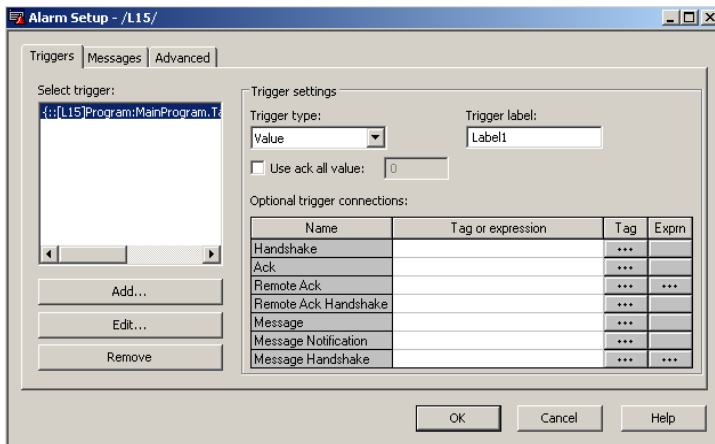 Alarm Setup - /L15/
Triggers Messages Advanced
Select trigger:
{::[L15]Program:MainProgram.Ta
Add...
Edit...
Remove
Trigger settings
Trigger type:
Value
Trigger label:
Label1
Use ack all value:
0
Optional trigger connections:
Name Tag or expression Tag Exprn
Handshake ...
Ack ...
Remote Ack ... ...
Remote Ack Handshake ...
Message ...
Message Notification ...
Message Handshake ... ...
OK Cancel Help